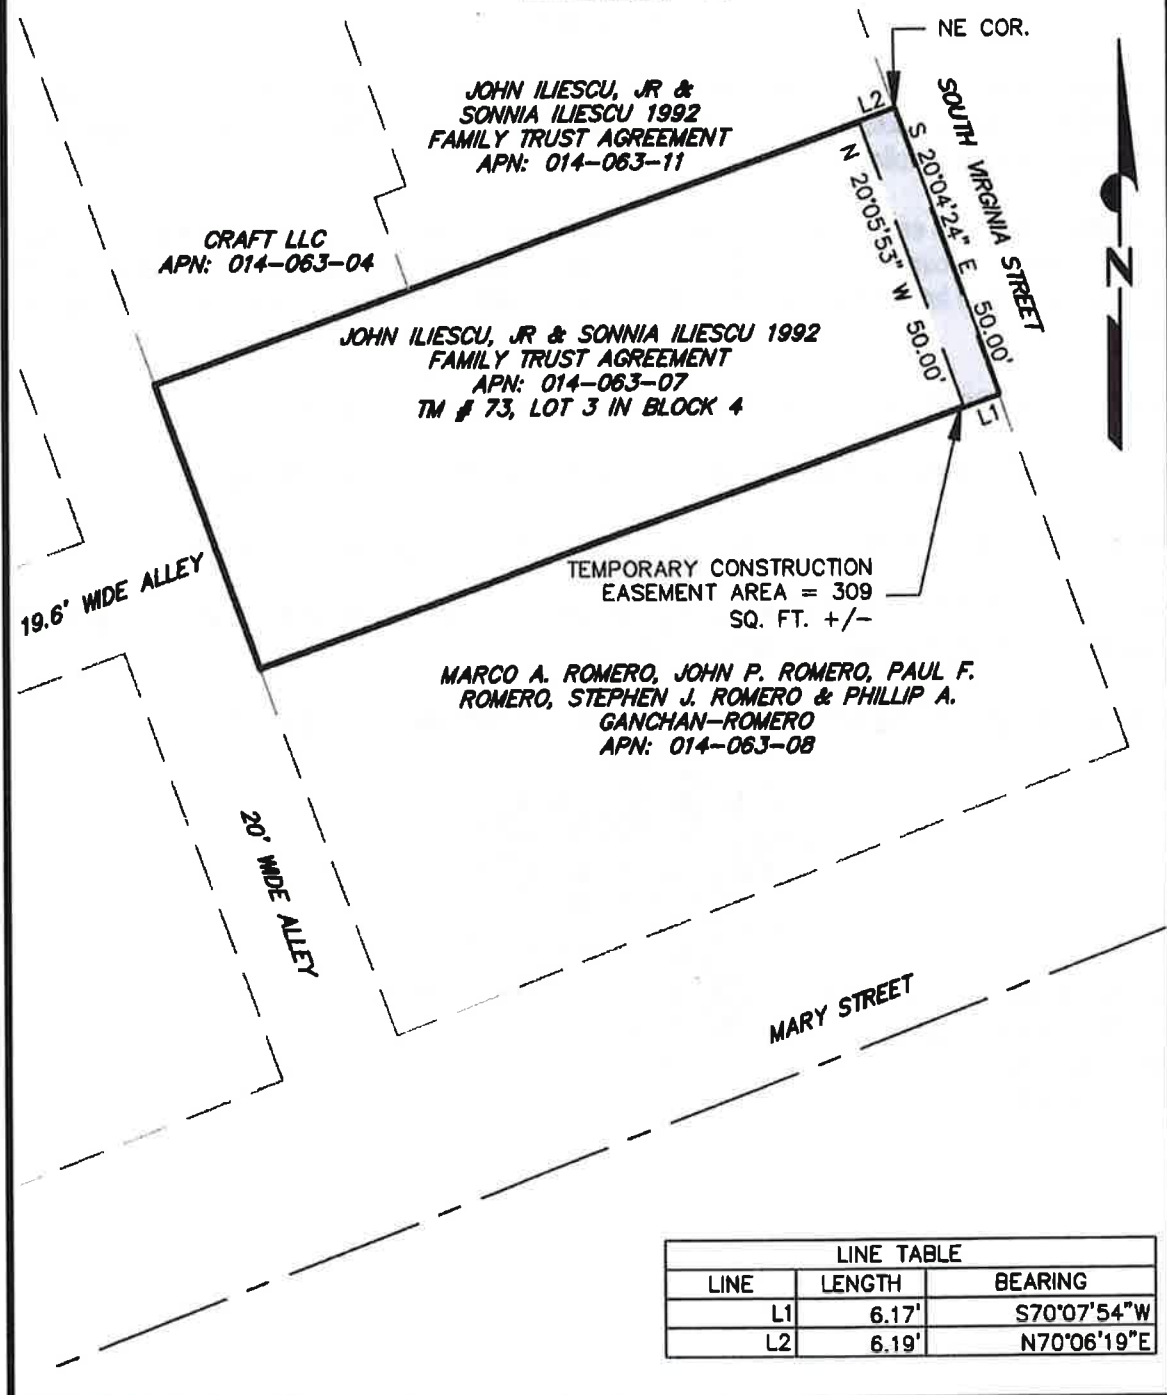 NE COR.
JOHN ILIESCU, JR &
SONNIA ILIESCU 1992
FAMILY TRUST AGREEMENT
APN: 014-063-11
L2
SOUTH VIRGINIA STREET
S 20°04'24" E 50.00'
N 20°05'53" W 50.00'
CRAFT LLC
APN: 014-063-04
N
JOHN ILIESCU, JR & SONNIA ILIESCU 1992
FAMILY TRUST AGREEMENT
APN: 014-063-07
TM # 73, LOT 3 IN BLOCK 4
L1
TEMPORARY CONSTRUCTION
EASEMENT AREA = 309
SQ. FT. +/-
19.6' WIDE ALLEY
MARCO A. ROMERO, JOHN P. ROMERO, PAUL F.
ROMERO, STEPHEN J. ROMERO & PHILLIP A.
GANCHAN-ROMERO
APN: 014-063-08
20' WIDE ALLEY
MARY STREET
LINE TABLE
LINE LENGTH BEARING
L1 6.17' S70°07'54"W
L2 6.19' N70°06'19"E